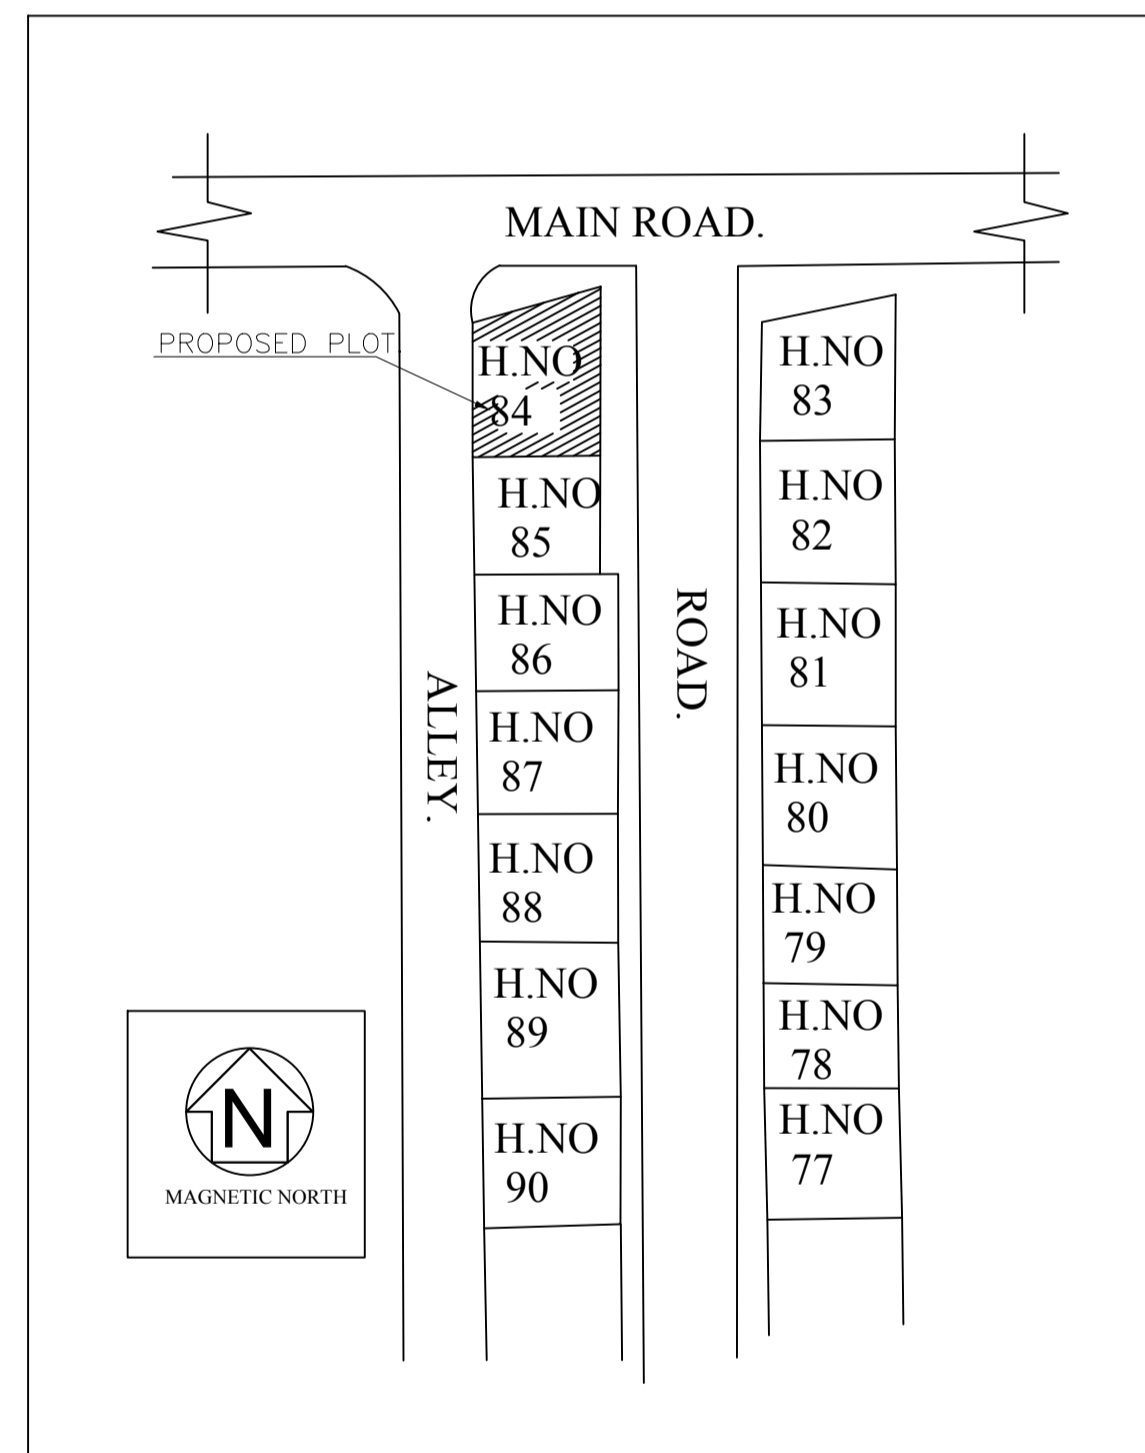 MAIN ROAD.
PROPOSED PLOT.
H.NO
84
H.NO
85
H.NO
86
H.NO
87
H.NO
88
H.NO
89
H.NO
90
ALLEY.
ROAD.
H.NO
83
H.NO
82
H.NO
81
H.NO
80
H.NO
79
H.NO
78
H.NO
77
N
MAGNETIC NORTH